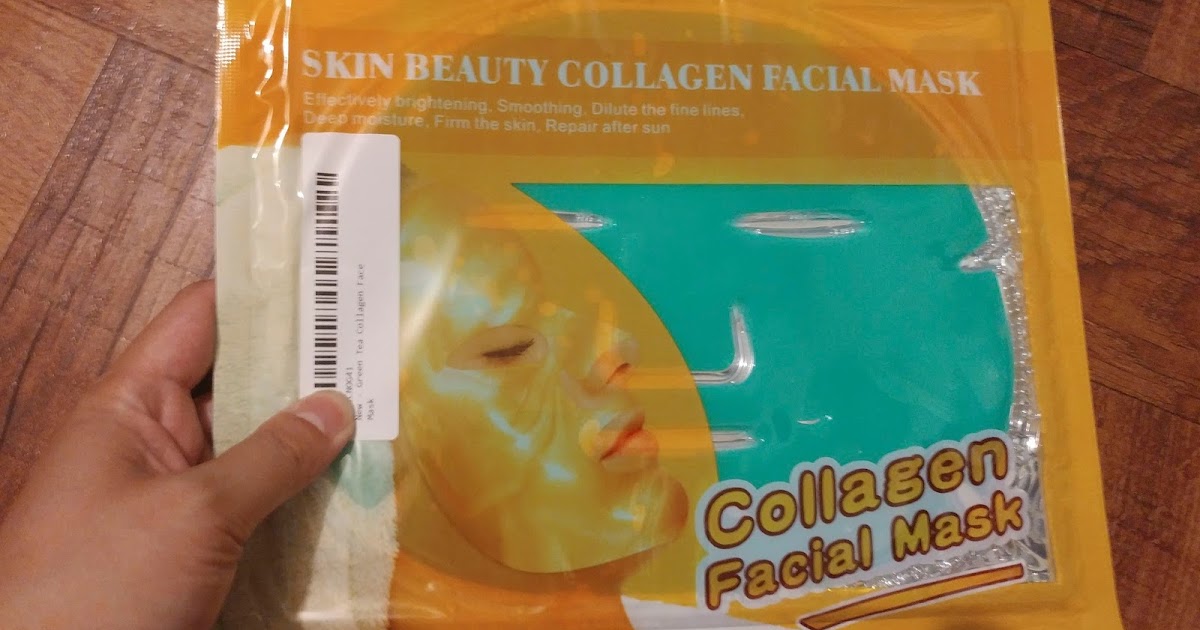 SKIN BEAUTY COLLAGEN FACIAL MASK
Effectively brightening, Smoothing, Dilute the fine lines,
Deep moisture, Firm the skin, Repair after sun
New - Green Tea Collagen Face
Mask
Collagen
Facial Mask